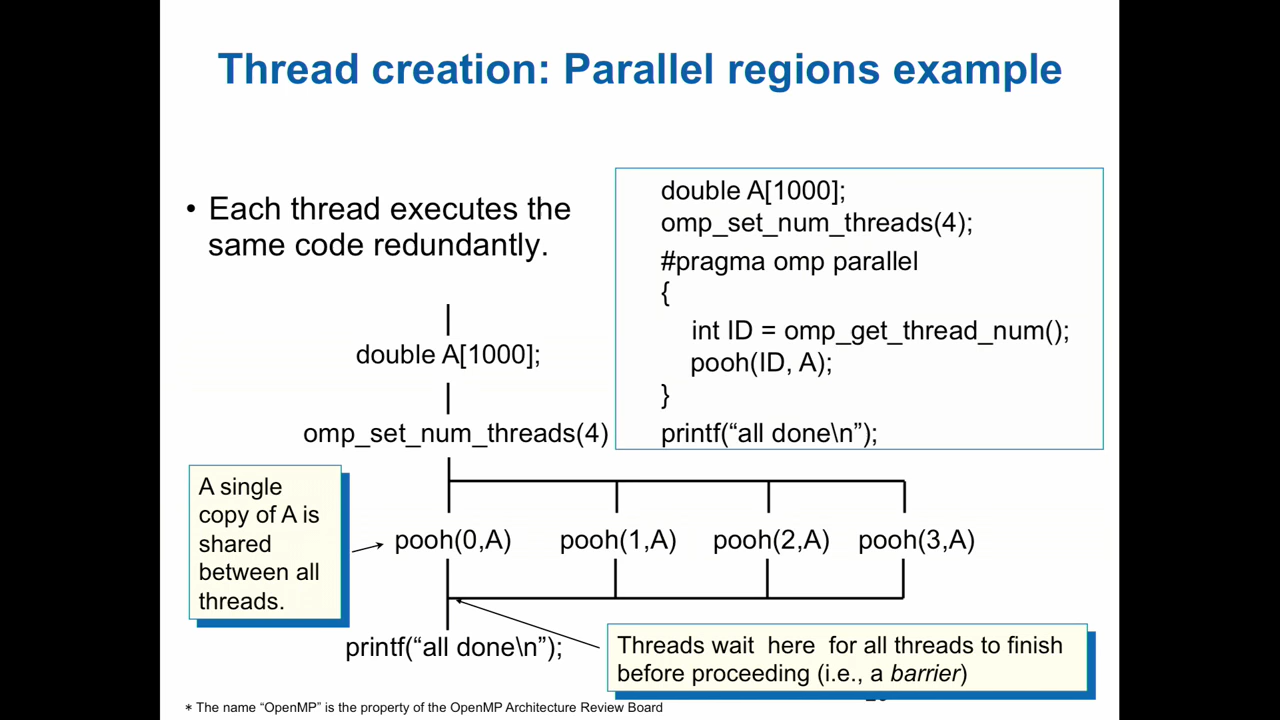 Thread creation: Parallel regions example
• Each thread executes the
same code redundantly.
double A[1000];
omp_set_num_threads(4);
#pragma omp parallel
{
int ID = omp_get_thread_num();
pooh(ID, A);
}
printf(“all done\n”);
double A[1000];
omp_set_num_threads(4)
A single
copy of A is
shared
between all
threads.
pooh(0,A) pooh(1,A) pooh(2,A) pooh(3,A)
printf(“all done\n”);
Threads wait  here  for all threads to finish
before proceeding (i.e., a barrier)
* The name “OpenMP” is the property of the OpenMP Architecture Review Board